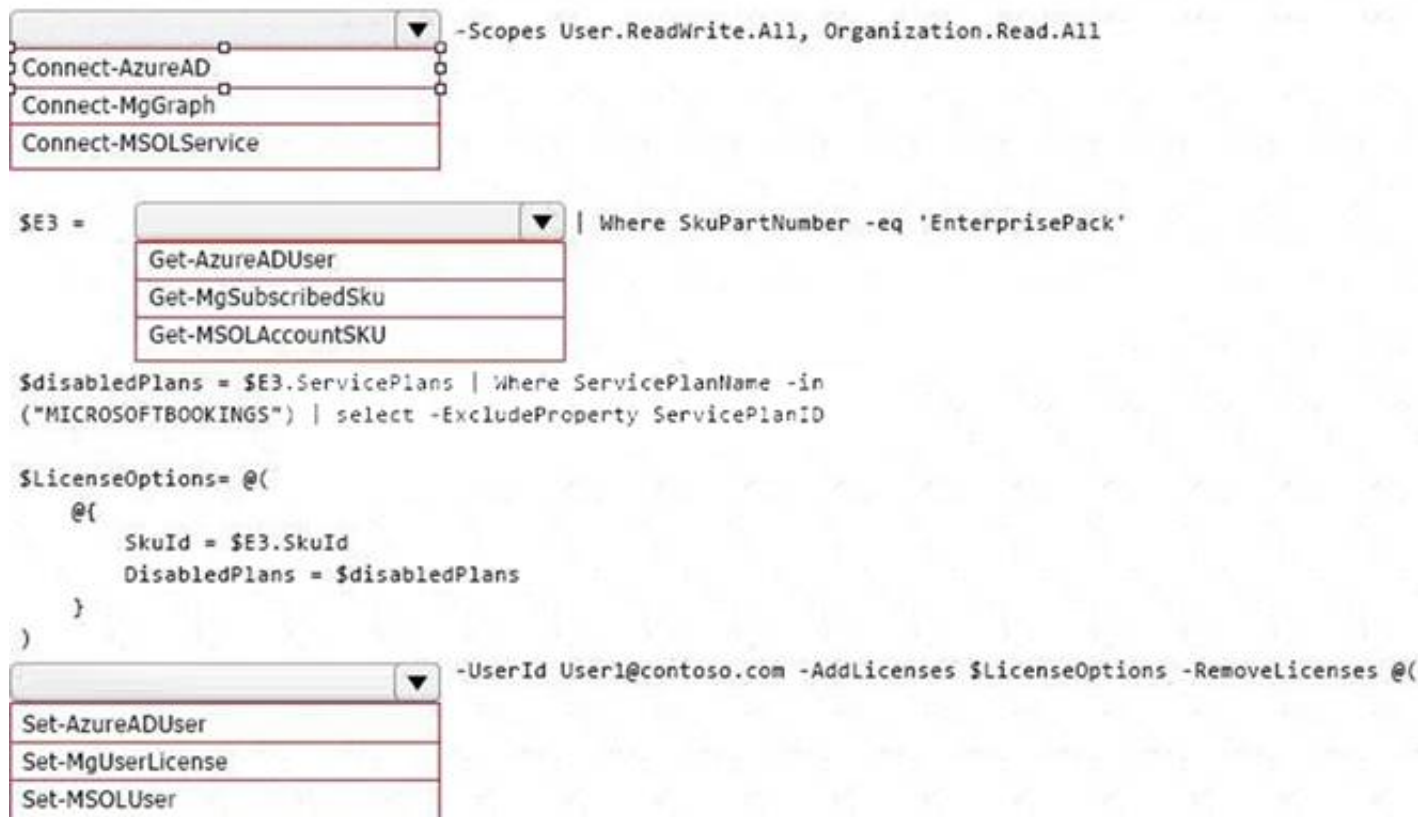 -Scopes User.ReadWrite.All, Organization.Read.All
Connect-AzureAD
Connect-MgGraph
Connect-MSOLService
$E3 = | Where SkuPartNumber -eq 'EnterprisePack'
Get-AzureADUser
Get-MgSubscribedSku
Get-MSOLAccountSKU
$disabledPlans = $E3.ServicePlans | Where ServicePlanName -in
("MICROSOFTBOOKINGS") | select -ExcludeProperty ServicePlanID
$LicenseOptions= @(
@{
SkuId = $E3.SkuId
DisabledPlans = $disabledPlans
}
)
-UserId User1@contoso.com -AddLicenses $LicenseOptions -RemoveLicenses @(
Set-AzureADUser
Set-MgUserLicense
Set-MSOLUser